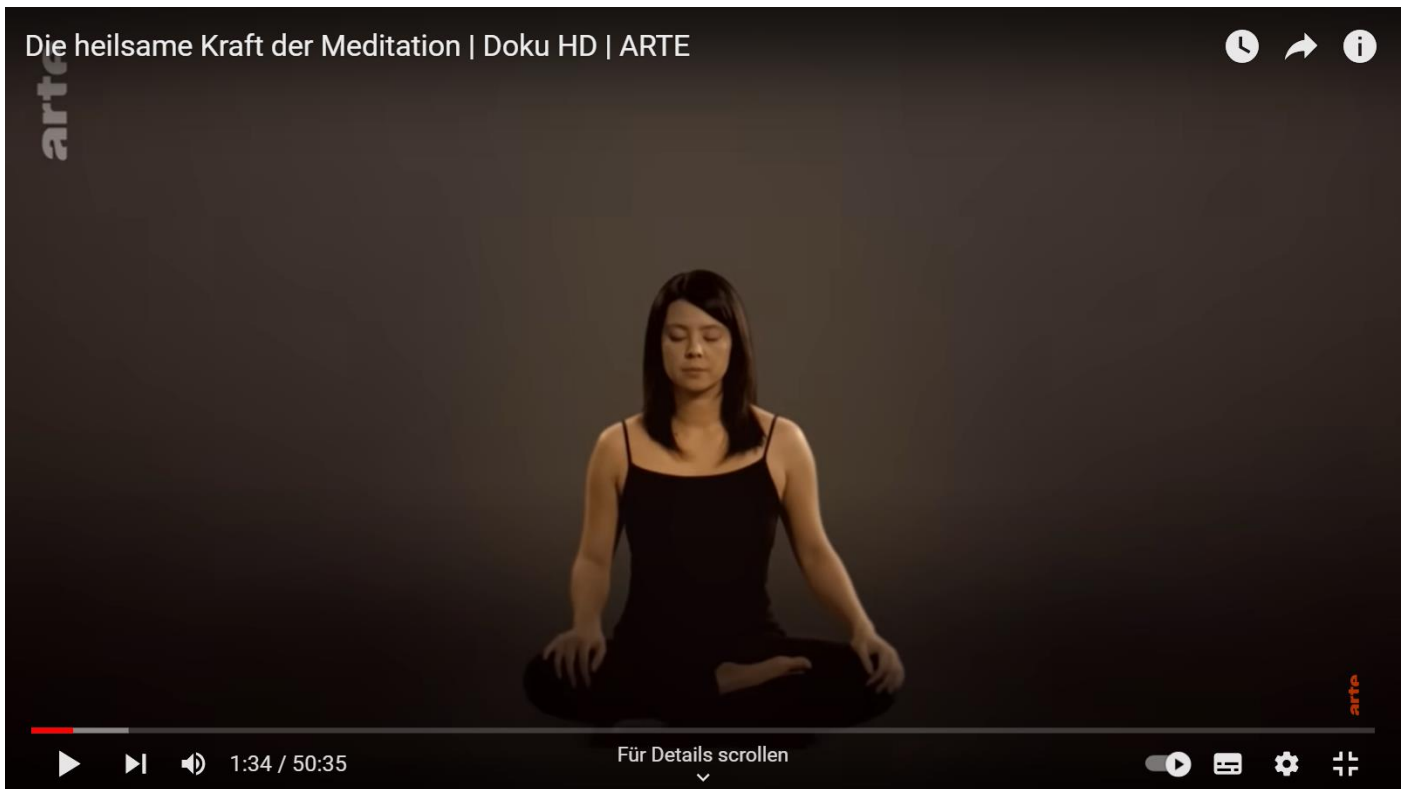 Die heilsame Kraft der Meditation | Doku HD | ARTE
arte
arte
1:34 / 50:35
Für Details scrollen